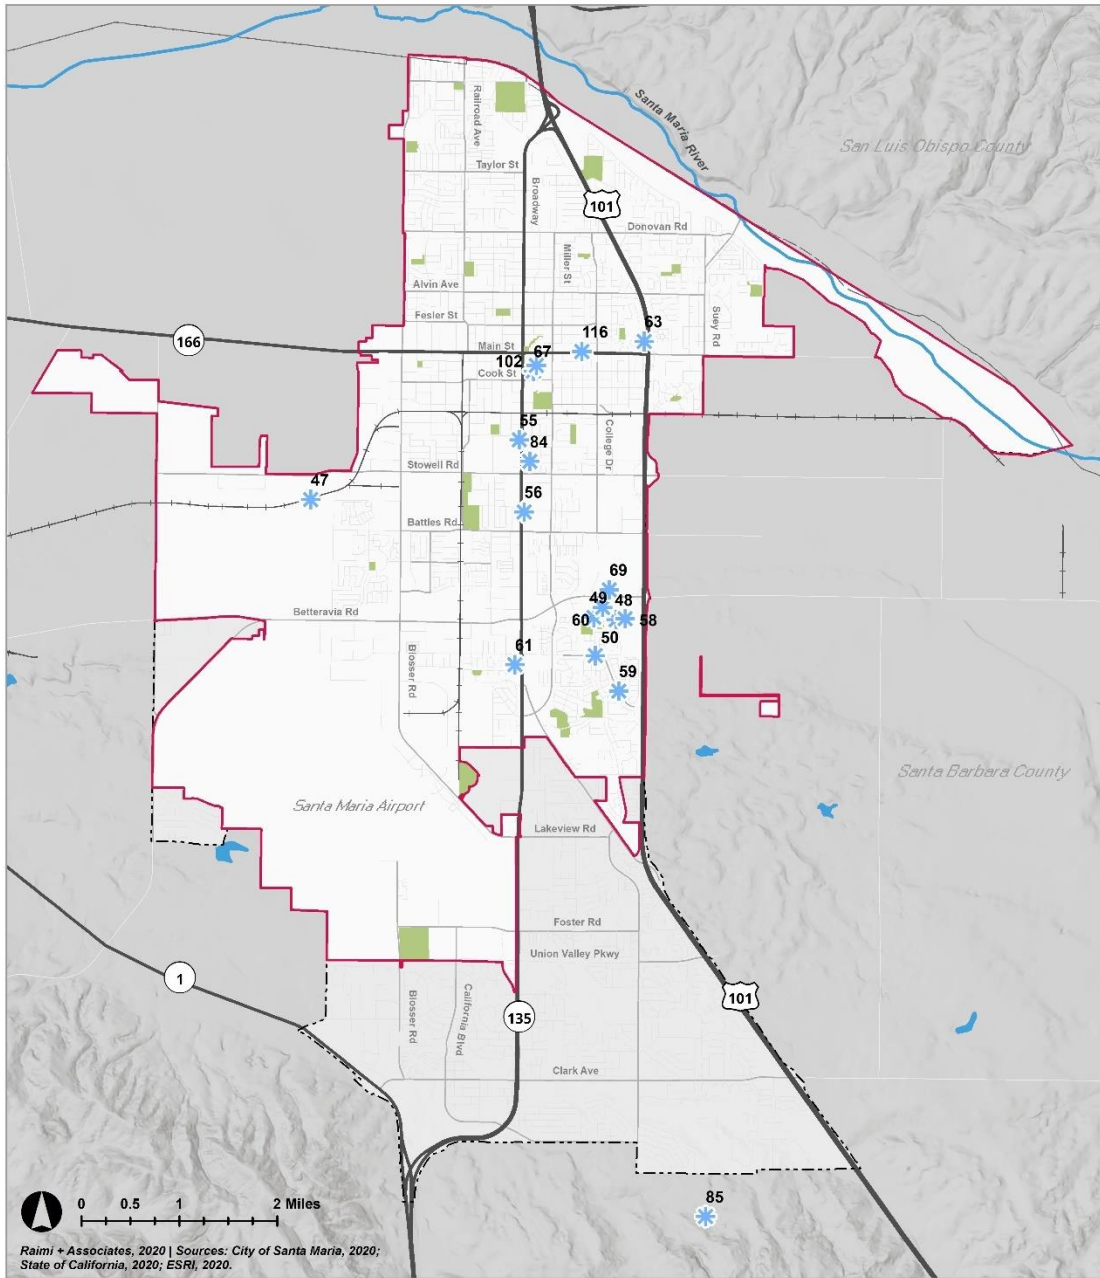 Railroad Ave
Santa Maria River
San Luis Obispo County
Taylor St
Broadway
101
Donovan Rd
Miller St
Alvin Ave
Fesler St
Suey Rd
63
116
166
Main St
67
102
Cook St
55
84
College Dr
Stowell Rd
47
56
Battles Rd
69
49
48
Betteravia Rd
60
58
50
61
Blosser Rd
59
Santa Barbara County
Santa Maria Airport
Lakeview Rd
Foster Rd
Union Valley Pkwy
1
101
Blosser Rd
California Blvd
135
Clark Ave
85
0 0.5 1 2 Miles
Raimi + Associates, 2020 | Sources: City of Santa Maria, 2020;
State of California, 2020; ESRI, 2020.